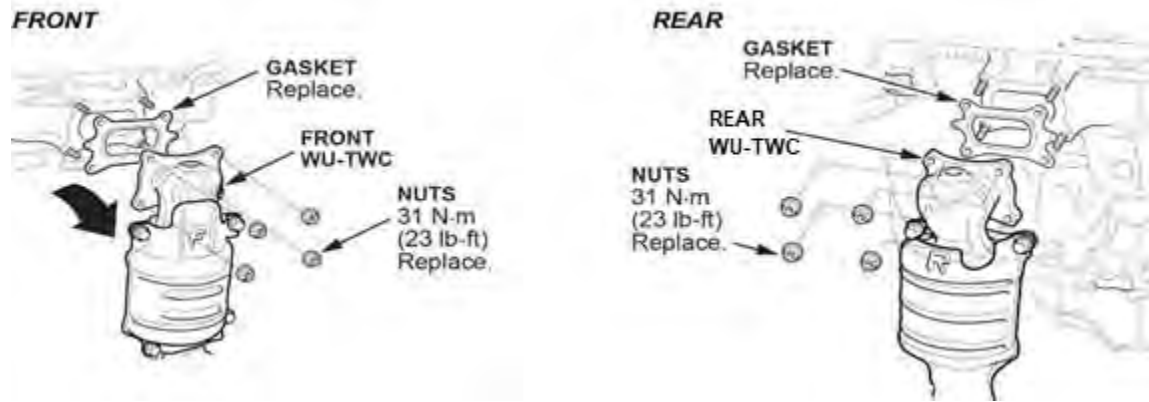 FRONT
GASKET
Replace.
FRONT
WU-TWC
NUTS
31 N·m
(23 lb-ft)
Replace.
REAR
GASKET
Replace.
REAR
WU-TWC
NUTS
31 N·m
(23 lb-ft)
Replace.